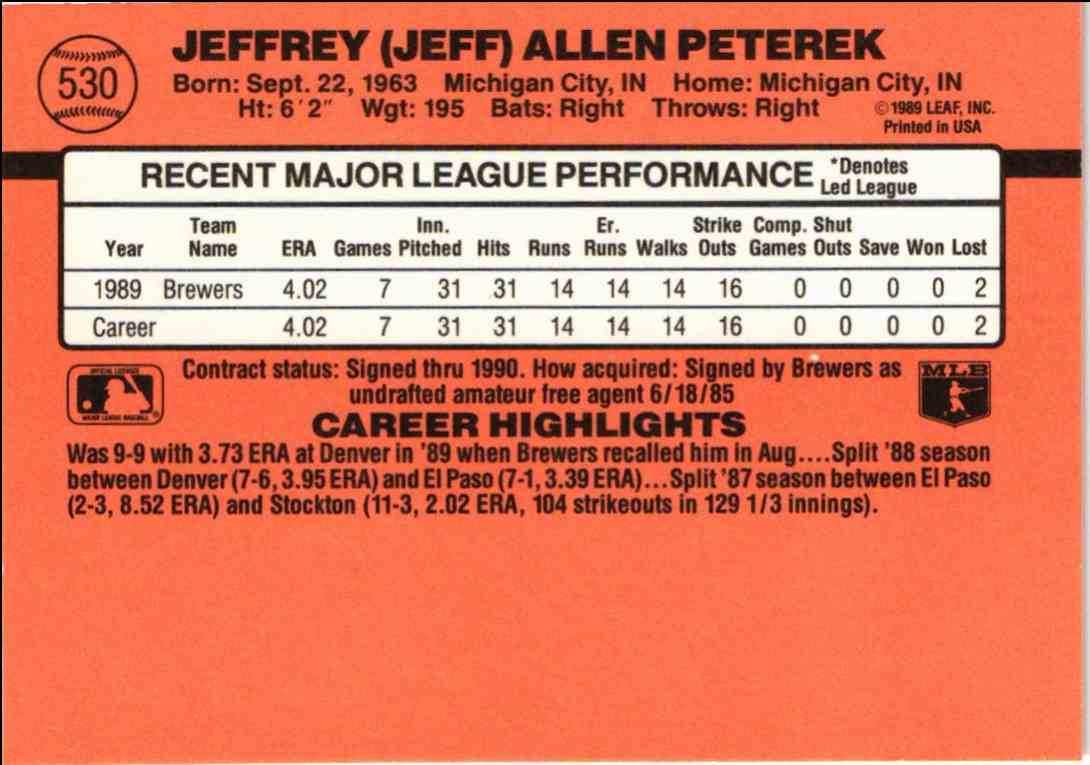 530
JEFFREY (JEFF) ALLEN PETEREK
Born: Sept. 22, 1963 Michigan City, IN Home: Michigan City, IN
Ht: 6'2" Wgt: 195 Bats: Right Throws: Right
©1989 LEAF, INC.
Printed in USA
RECENT MAJOR LEAGUE PERFORMANCE *Denotes Led League
Year Team Name ERA Games Inn. Pitched Hits Runs Er. Runs Walks Strike Outs Comp. Games Shut Outs Save Won Lost
1989 Brewers 4.02 7 31 31 14 14 14 16 0 0 0 0 2
Career 4.02 7 31 31 14 14 14 16 0 0 0 0 2
OFFICIAL LICENSEE
MAJOR LEAGUE BASEBALL
Contract status: Signed thru 1990. How acquired: Signed by Brewers as
undrafted amateur free agent 6/18/85
MLB
CAREER HIGHLIGHTS
Was 9-9 with 3.73 ERA at Denver in '89 when Brewers recalled him in Aug....Split '88 season
between Denver (7-6, 3.95 ERA) and El Paso (7-1, 3.39 ERA)...Split '87 season between El Paso
(2-3, 8.52 ERA) and Stockton (11-3, 2.02 ERA, 104 strikeouts in 129 1/3 innings).